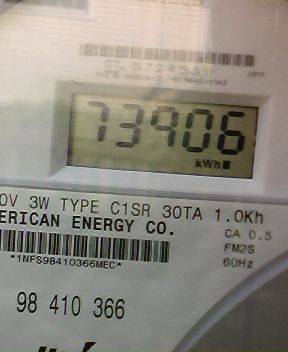 73906
kWh
0V 3W TYPE C1SR 30TA 1.0Kh
ERICAN ENERGY CO.
CA 0.5
FM2S
60Hz
*1NFS98410366MEC*
98 410 366